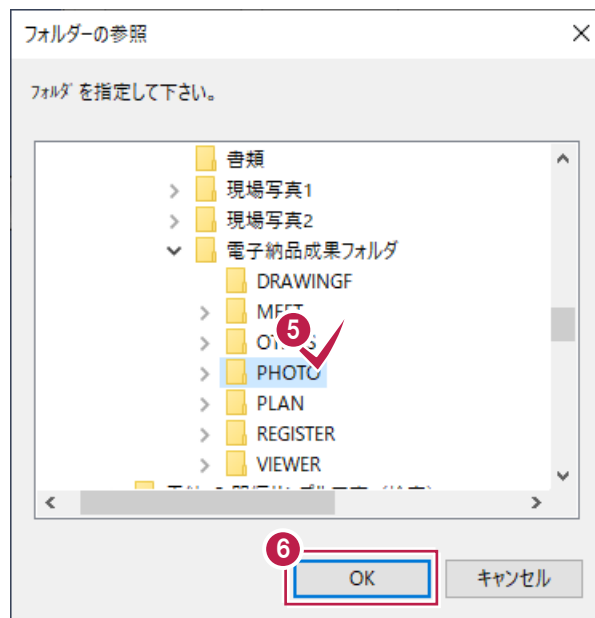 フォルダーの参照
フォルダを指定して下さい。
書類
現場写真1
現場写真2
電子納品成果フォルダ
DRAWINGF
5
PHOTO
PLAN
REGISTER
VIEWER
6
OK
キャンセル